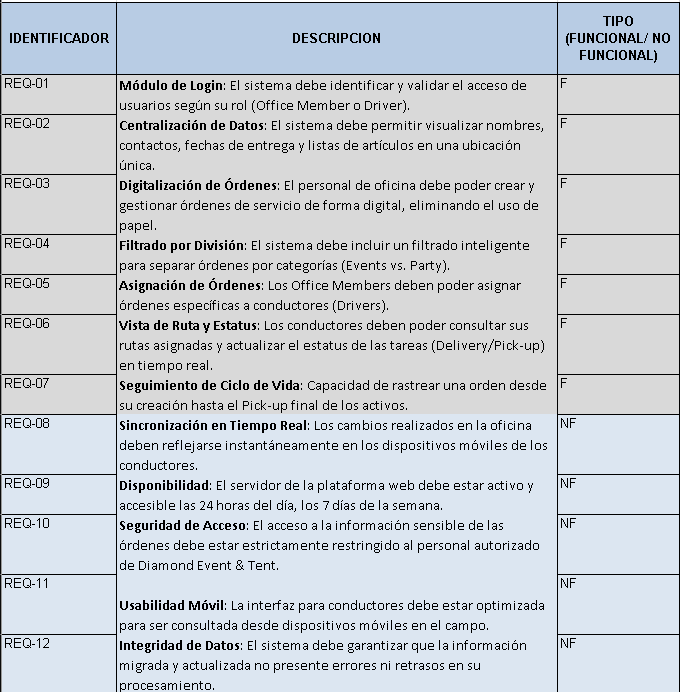 IDENTIFICADOR
DESCRIPCION
TIPO
(FUNCIONAL/ NO
FUNCIONAL)
REQ-01
Módulo de Login: El sistema debe identificar y validar el acceso de
usuarios según su rol (Office Member o Driver).
F
REQ-02
Centralización de Datos: El sistema debe permitir visualizar nombres,
contactos, fechas de entrega y listas de artículos en una ubicación
única.
F
REQ-03
Digitalización de Órdenes: El personal de oficina debe poder crear y
gestionar órdenes de servicio de forma digital, eliminando el uso de
papel.
F
REQ-04
Filtrado por División: El sistema debe incluir un filtrado inteligente
para separar órdenes por categorías (Events vs. Party).
F
REQ-05
Asignación de Órdenes: Los Office Members deben poder asignar
órdenes específicas a conductores (Drivers).
F
REQ-06
Vista de Ruta y Estatus: Los conductores deben poder consultar sus
rutas asignadas y actualizar el estatus de las tareas (Delivery/Pick-up)
en tiempo real.
F
REQ-07
Seguimiento de Ciclo de Vida: Capacidad de rastrear una orden desde
su creación hasta el Pick-up final de los activos.
F
REQ-08
Sincronización en Tiempo Real: Los cambios realizados en la oficina
deben reflejarse instantáneamente en los dispositivos móviles de los
conductores.
NF
REQ-09
Disponibilidad: El servidor de la plataforma web debe estar activo y
accesible las 24 horas del día, los 7 días de la semana.
NF
REQ-10
Seguridad de Acceso: El acceso a la información sensible de las
órdenes debe estar estrictamente restringido al personal autorizado
de Diamond Event & Tent.
NF
REQ-11
Usabilidad Móvil: La interfaz para conductores debe estar optimizada
para ser consultada desde dispositivos móviles en el campo.
NF
REQ-12
Integridad de Datos: El sistema debe garantizar que la información
migrada y actualizada no presente errores ni retrasos en su
procesamiento.
NF